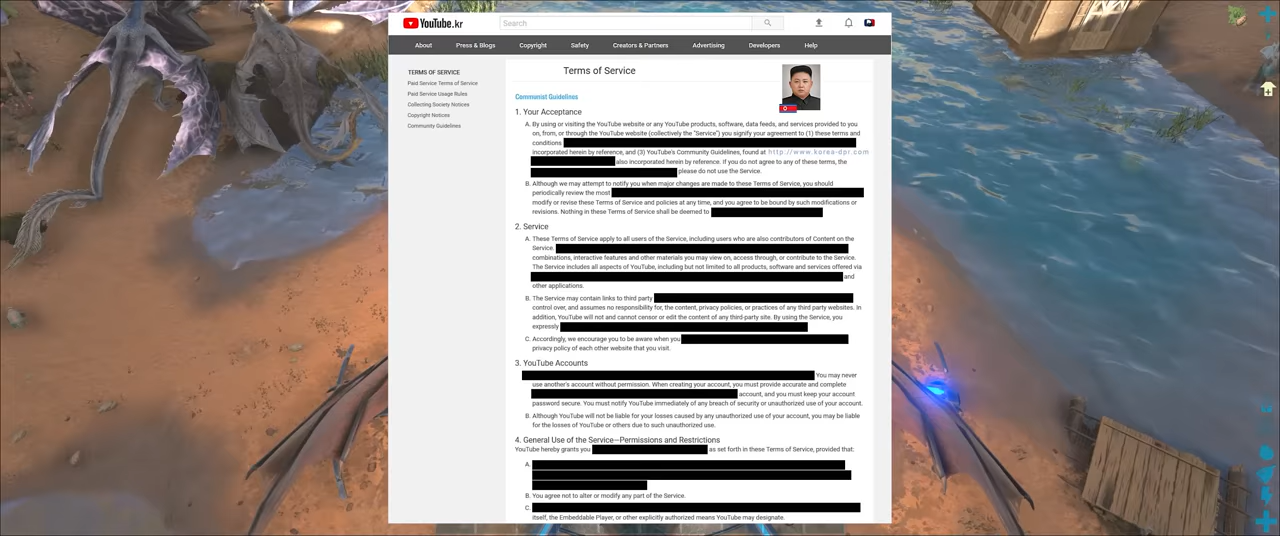 YouTube.kr
Search
About Press & Blogs Copyright Safety Creators & Partners Advertising Developers Help
TERMS OF SERVICE
Paid Service Terms of Service
Paid Service Usage Rules
Collecting Society Notices
Copyright Notices
Community Guidelines
Terms of Service
Communist Guidelines
1. Your Acceptance
A. By using or visiting the YouTube website or any YouTube products, software, data feeds, and services provided to you
on, from, or through the YouTube website (collectively the "Service") you signify your agreement to (1) these terms and
conditions
incorporated herein by reference, and (3) YouTube's Community Guidelines, found at http://www.korea-dpr.com
also incorporated herein by reference. If you do not agree to any of these terms, the
please do not use the Service.
B. Although we may attempt to notify you when major changes are made to these Terms of Service, you should
periodically review the most
modify or revise these Terms of Service and policies at any time, and you agree to be bound by such modifications or
revisions. Nothing in these Terms of Service shall be deemed to
2. Service
A. These Terms of Service apply to all users of the Service, including users who are also contributors of Content on the
Service.
combinations, interactive features and other materials you may view on, access through, or contribute to the Service.
The Service includes all aspects of YouTube, including but not limited to all products, software and services offered via
and
other applications.
B. The Service may contain links to third party
control over, and assumes no responsibility for, the content, privacy policies, or practices of any third party websites. In
addition, YouTube will not and cannot censor or edit the content of any third-party site. By using the Service, you
expressly
C. Accordingly, we encourage you to be aware when you
privacy policy of each other website that you visit.
3. YouTube Accounts
You may never
use another's account without permission. When creating your account, you must provide accurate and complete
account, and you must keep your account
password secure. You must notify YouTube immediately of any breach of security or unauthorized use of your account.
B. Although YouTube will not be liable for your losses caused by any unauthorized use of your account, you may be liable
for the losses of YouTube or others due to such unauthorized use.
4. General Use of the Service—Permissions and Restrictions
YouTube hereby grants you as set forth in these Terms of Service, provided that:
A.
B. You agree not to alter or modify any part of the Service.
C.
itself, the Embeddable Player, or other explicitly authorized means YouTube may designate.